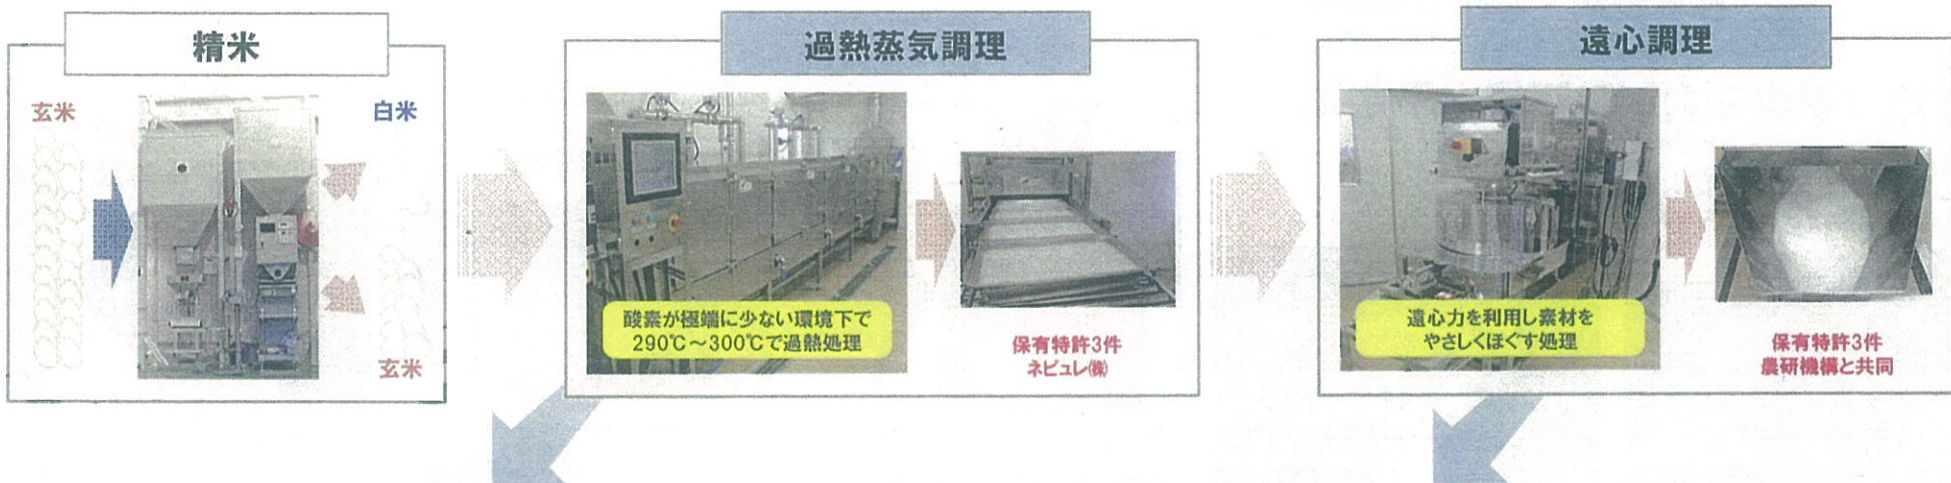 精米
玄米
白米
玄米
過熱蒸気調理
酸素が極端に少ない環境下で
290℃～300℃で過熱処理
保有特許3件
ネピュレ㈱
遠心調理
遠心力を利用し素材を
やさしくほぐす処理
保有特許3件
農研機構と共同